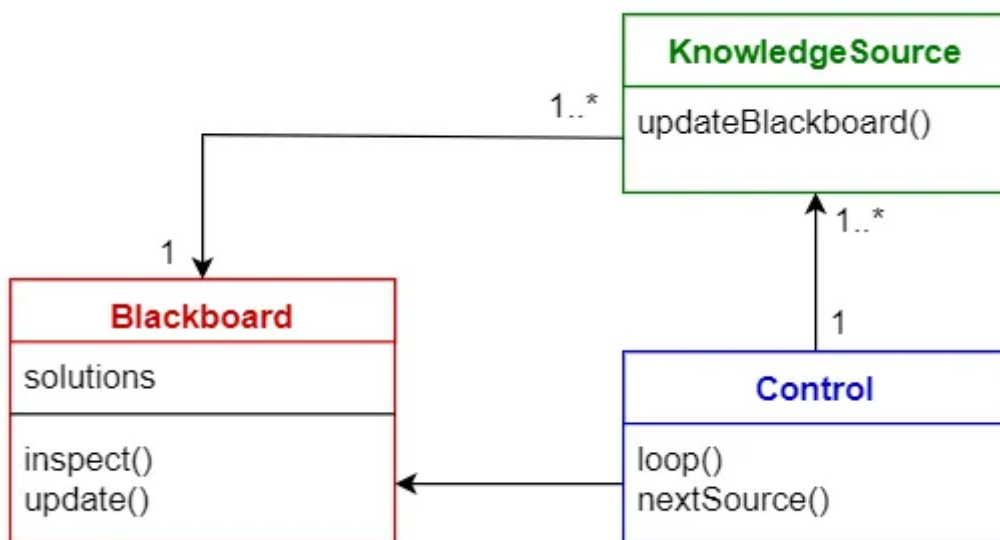 KnowledgeSource
updateBlackboard()
1..*
1
1..*
1
Blackboard
solutions
inspect()
update()
Control
loop()
nextSource()